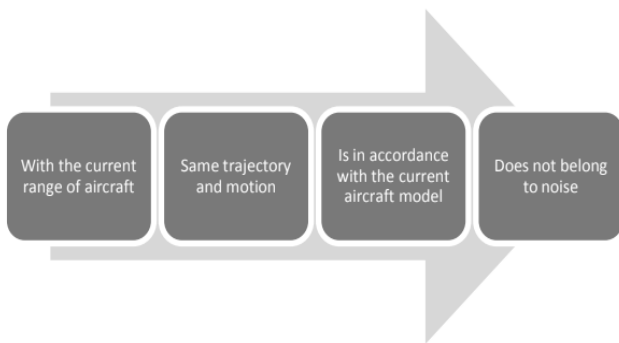 With the current
range of aircraft
Same trajectory
and motion
Is in accordance
with the current
aircraft model
Does not belong
to noise